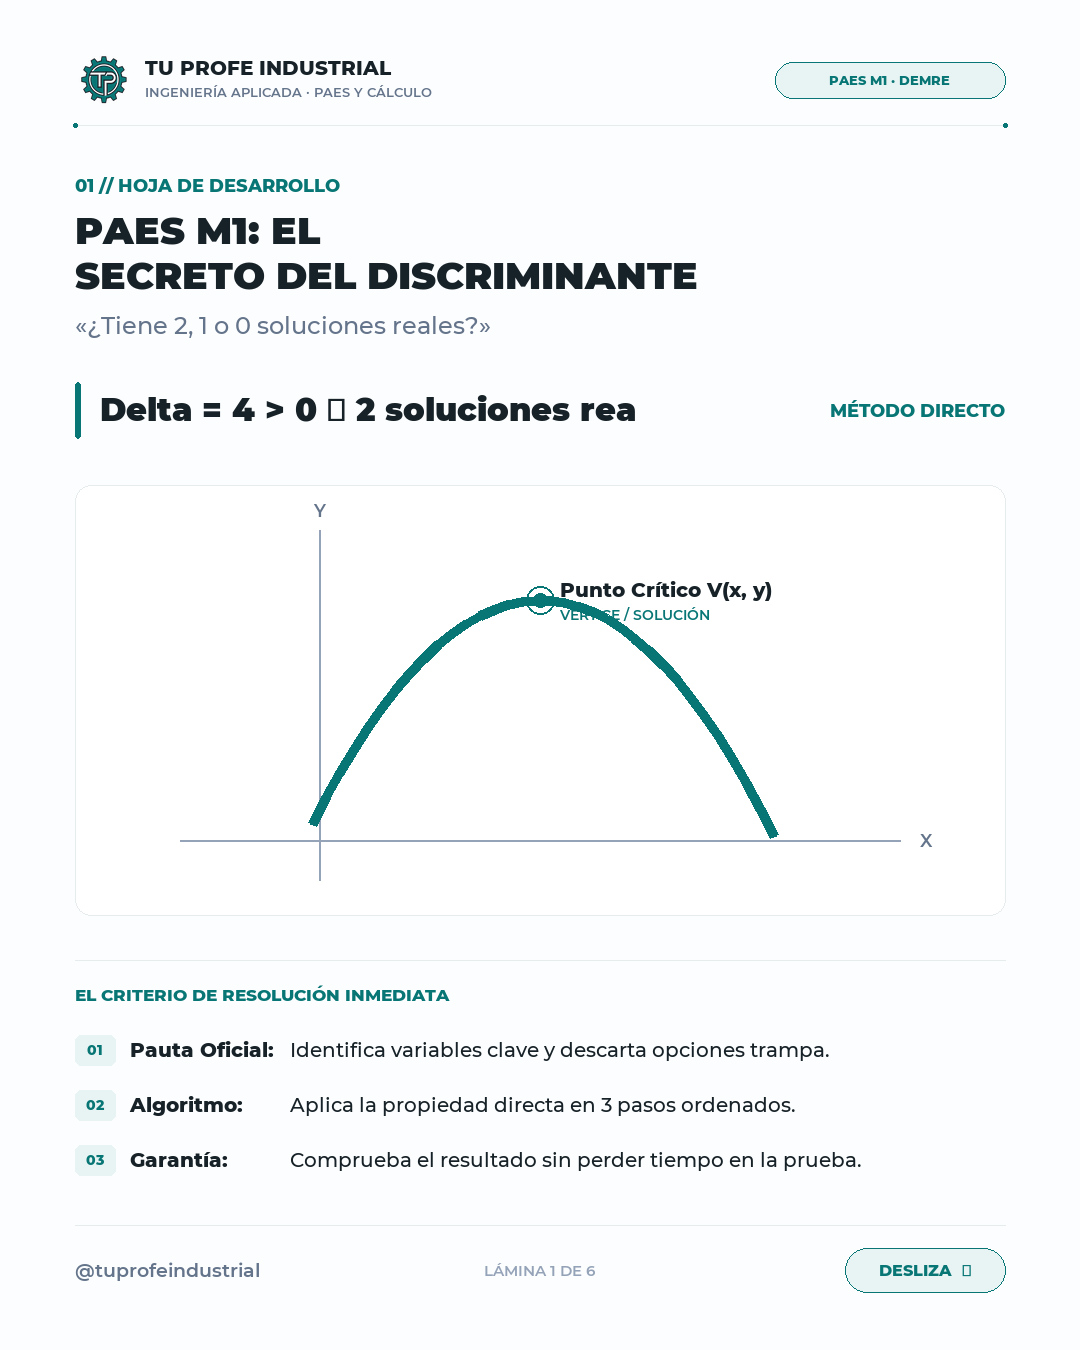 TU PROFE INDUSTRIAL
INGENIERÍA APLICADA · PAES Y CÁLCULO
PAES M1 · DEMRE
01 // HOJA DE DESARROLLO
PAES M1: EL
SECRETO DEL DISCRIMINANTE
«¿Tiene 2, 1 o 0 soluciones reales?»
Delta = 4 > 0 ▯ 2 soluciones rea
MÉTODO DIRECTO
Y
Punto Crítico V(x, y)
VÉRTICE / SOLUCIÓN
X
EL CRITERIO DE RESOLUCIÓN INMEDIATA
01 Pauta Oficial: Identifica variables clave y descarta opciones trampa.
02 Algoritmo: Aplica la propiedad directa en 3 pasos ordenados.
03 Garantía: Comprueba el resultado sin perder tiempo en la prueba.
@tuprofeindustrial
LÁMINA 1 DE 6
DESLIZA ▯